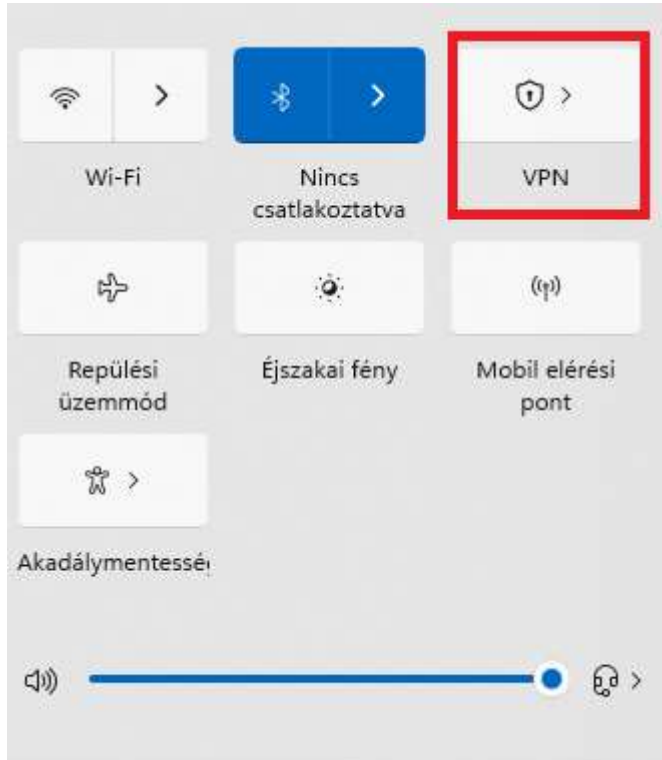 Wi-Fi
Nincs
csatlakoztatva
VPN
Repülési
üzemmód
Éjszakai fény
Mobil elérési
pont